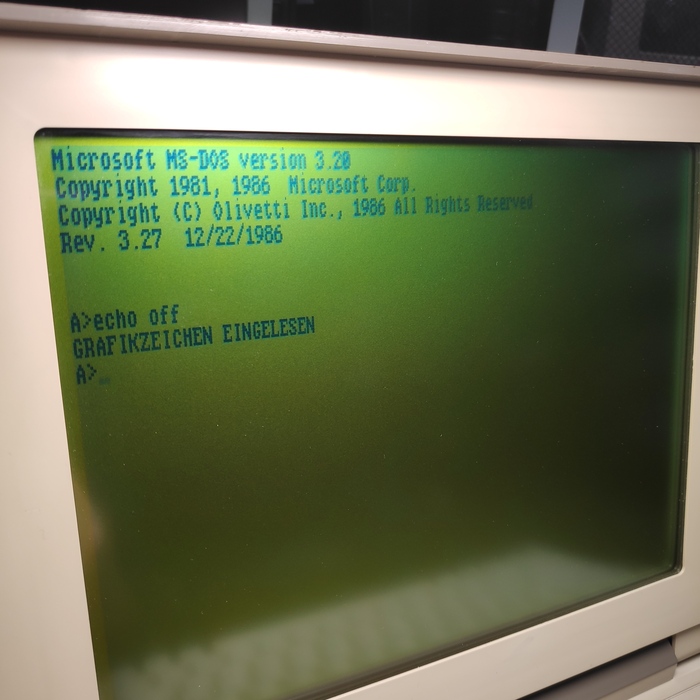 Microsoft MS-DOS version 3.20
Copyright 1981, 1986 Microsoft Corp.
Copyright (C) Olivetti Inc., 1986 All Rights Reserved
Rev. 3.27 12/22/1986
A>echo off
GRAFIKZEICHEN EINGELESEN
A>_